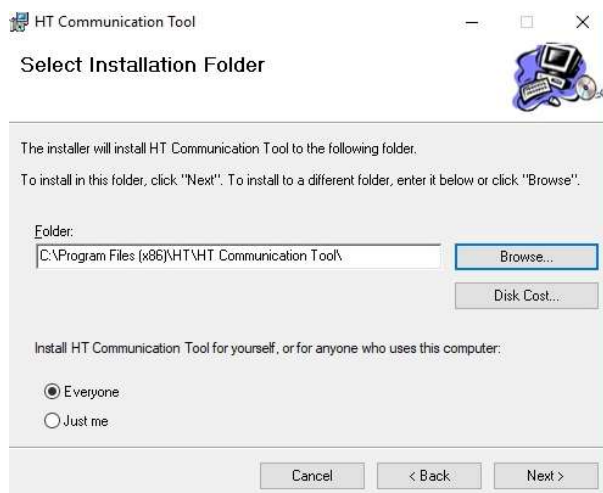 HT Communication Tool
Select Installation Folder
The installer will install HT Communication Tool to the following folder.
To install in this folder, click "Next". To install to a different folder, enter it below or click "Browse".
Folder:
C:\Program Files (x86)\HT\HT Communication Tool\
Browse...
Disk Cost...
Install HT Communication Tool for yourself, or for anyone who uses this computer:
Everyone
Just me
Cancel
< Back
Next >